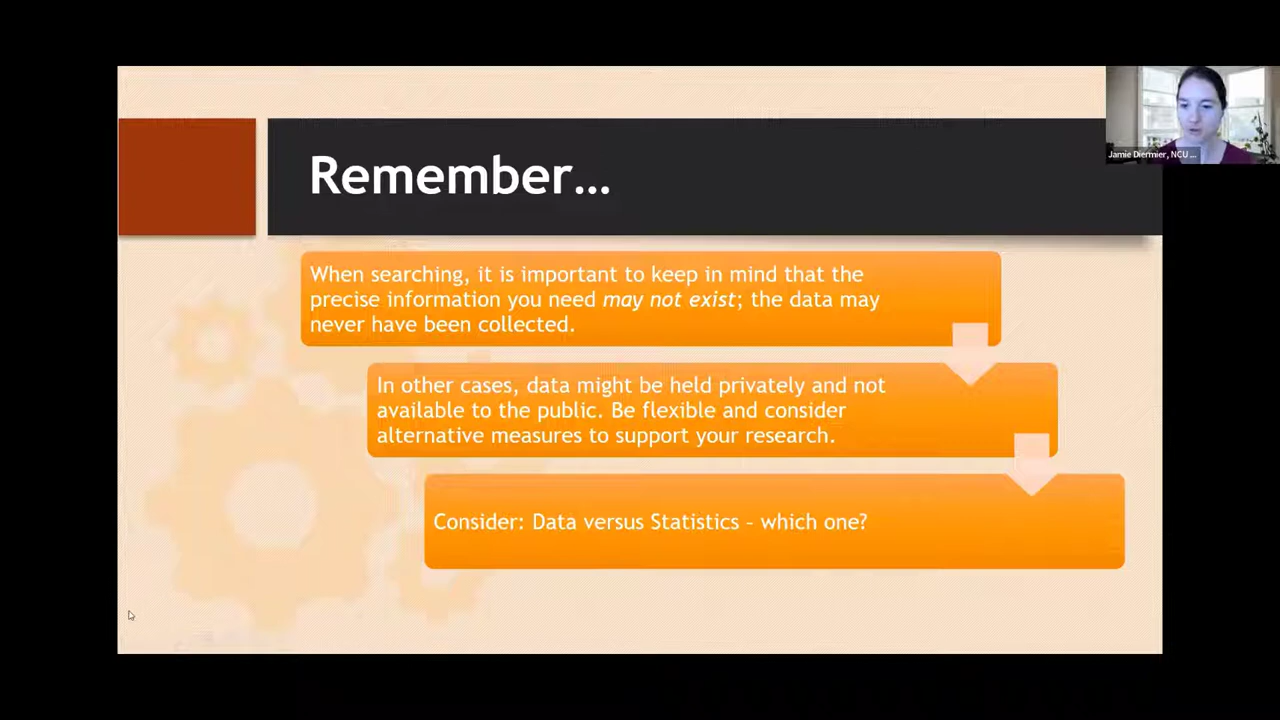 Remember…
When searching, it is important to keep in mind that the
precise information you need may not exist; the data may
never have been collected.
In other cases, data might be held privately and not
available to the public. Be flexible and consider
alternative measures to support your research.
Consider: Data versus Statistics – which one?
Jamie Diermier, NCU ...